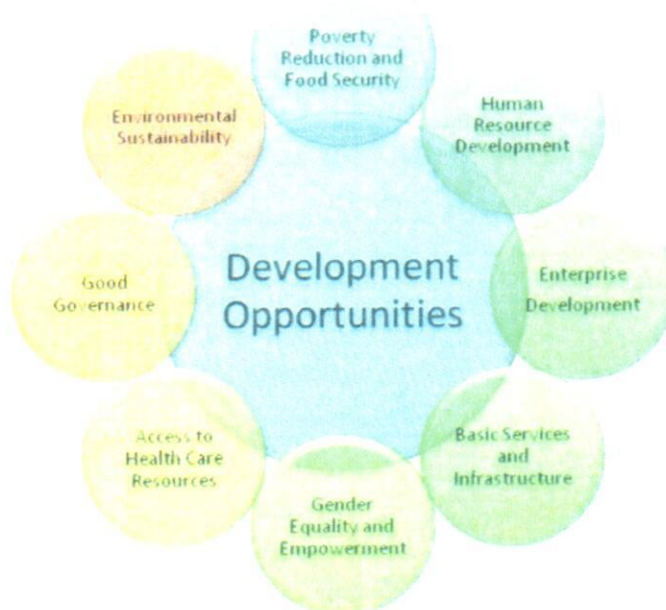 Poverty
Reduction and
Food Security
Human
Resource
Development
Enterprise
Development
Basic Services
and
Infrastructure
Gender
Equality and
Empowerment
Access to
Health Care
Resources
Good
Governance
Environmental
Sustainability
Development
Opportunities